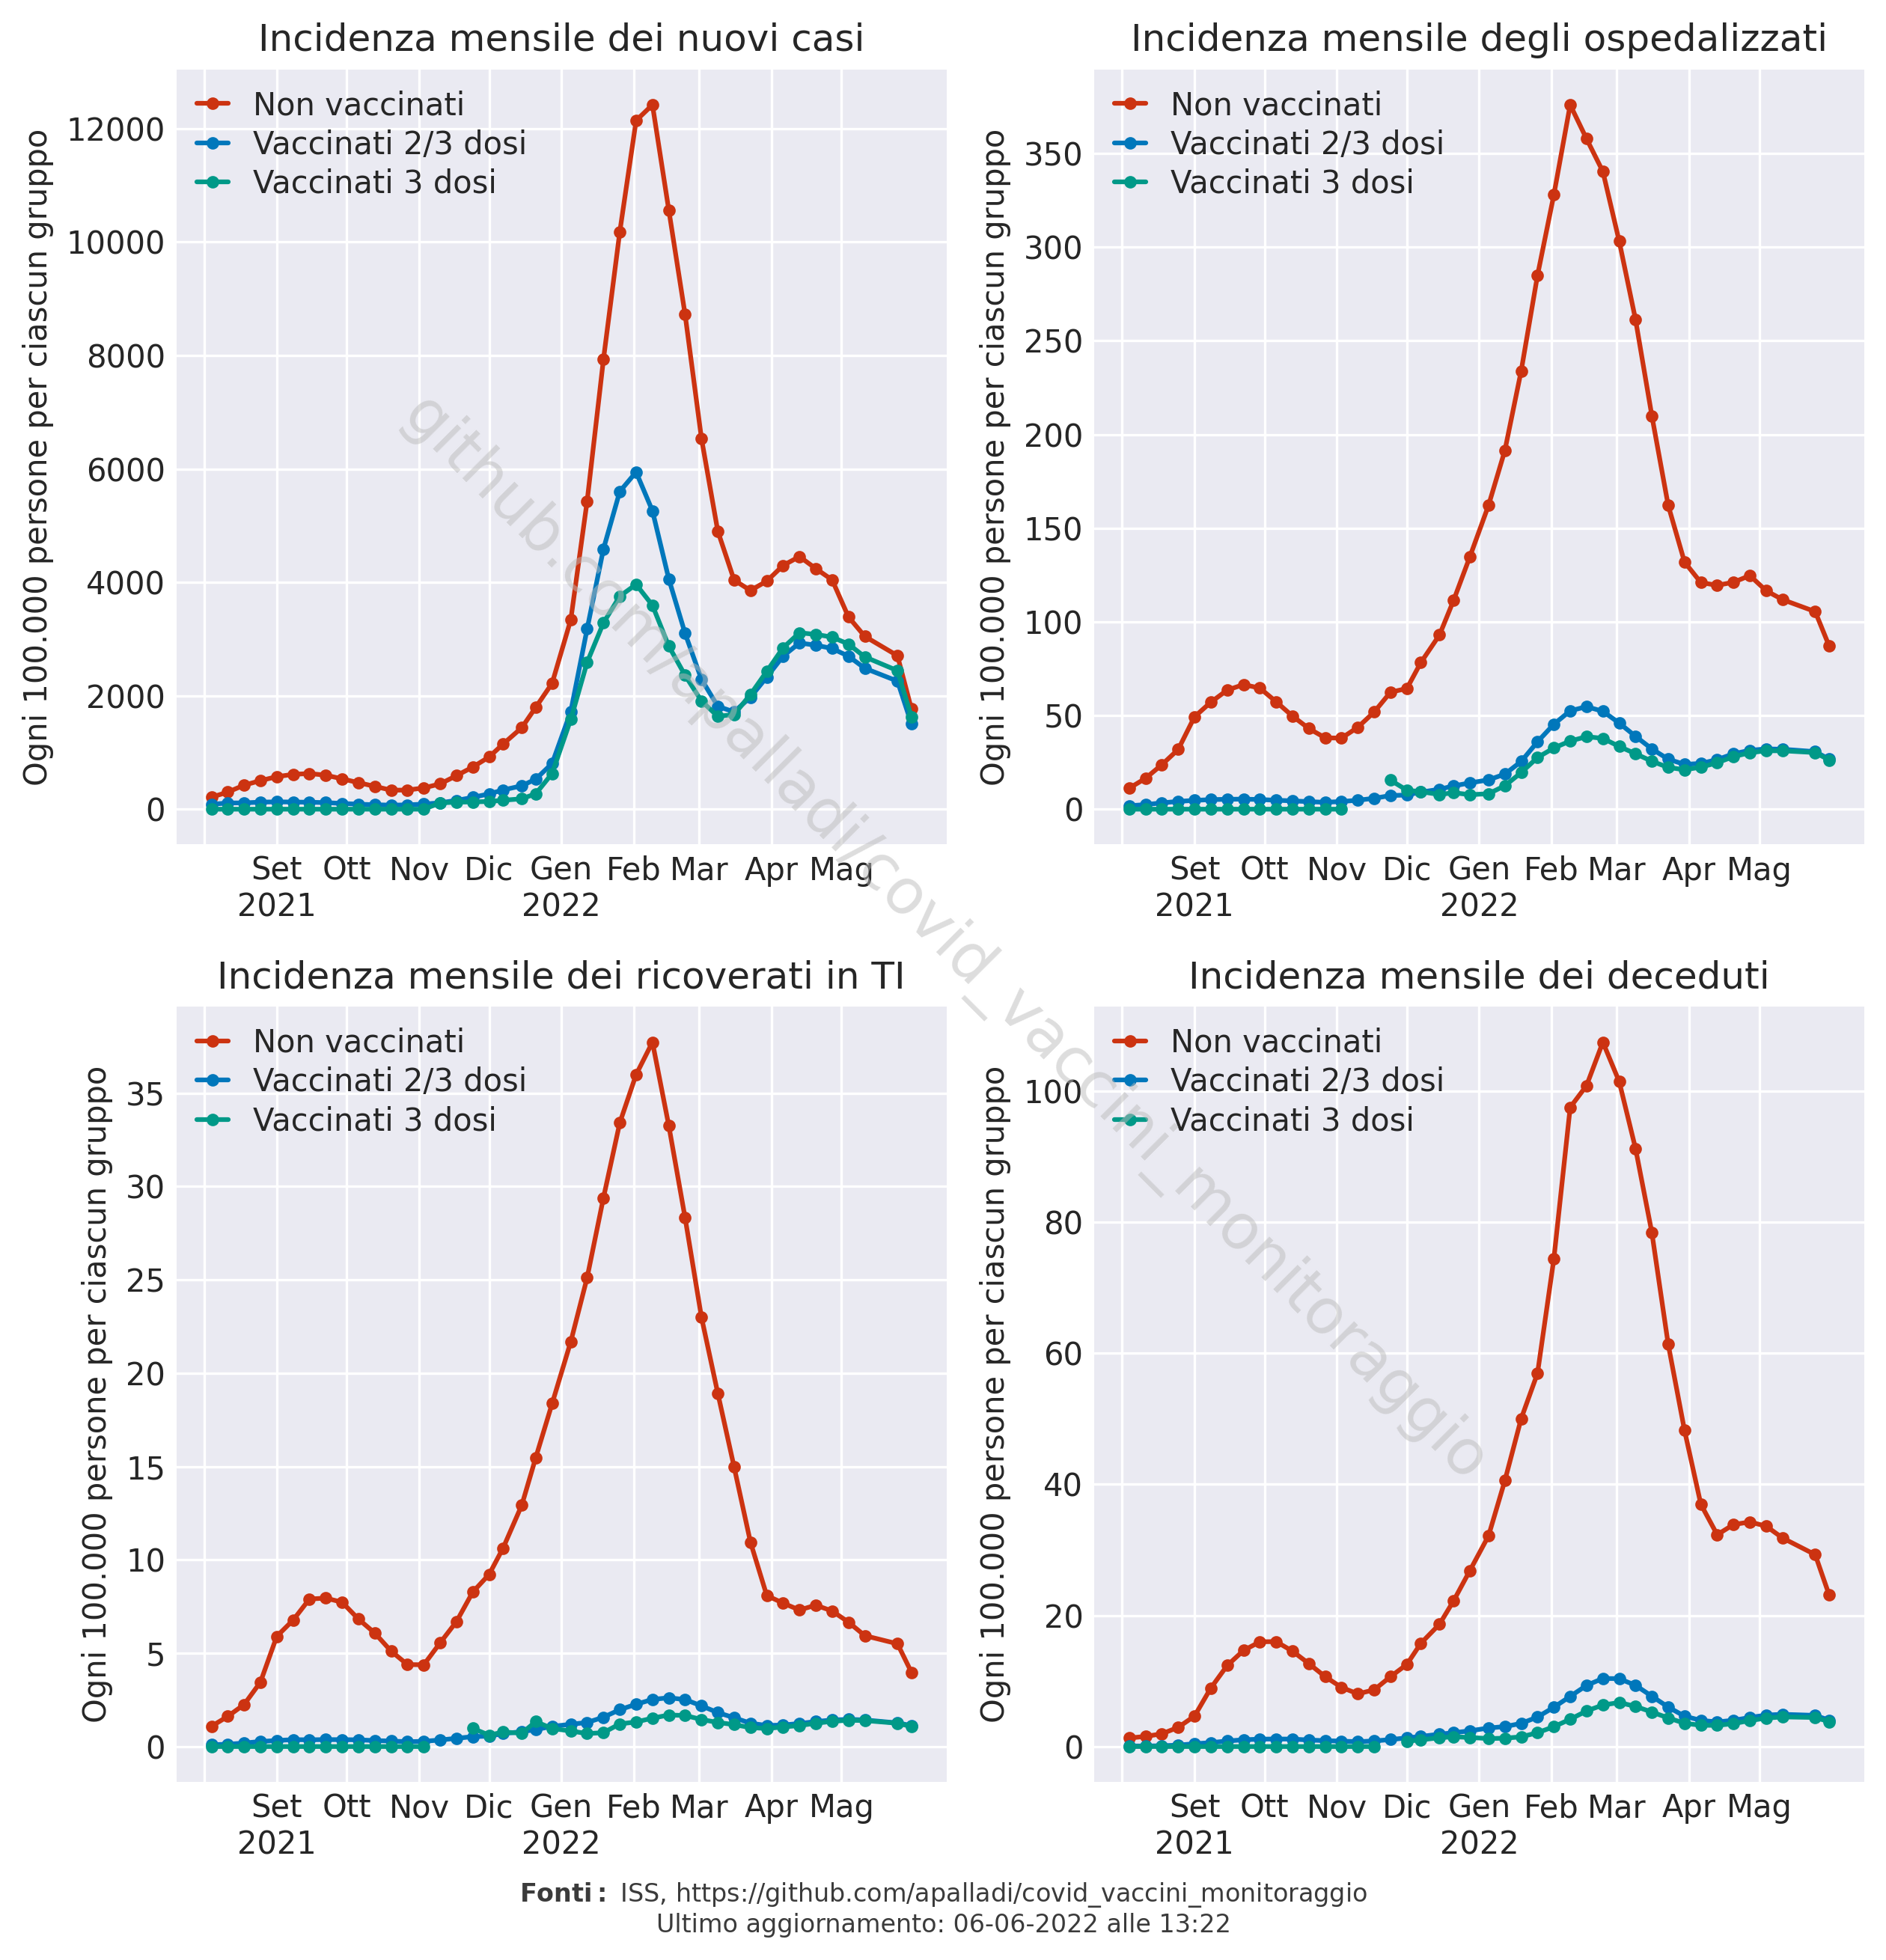 Incidenza mensile dei nuovi casi
Ogni 100.000 persone per ciascun gruppo
Non vaccinati
Vaccinati 2/3 dosi
Vaccinati 3 dosi
12000
10000
8000
6000
4000
2000
0
Set Ott Nov Dic Gen Feb Mar Apr Mag
2021 2022
Incidenza mensile degli ospedalizzati
Ogni 100.000 persone per ciascun gruppo
Non vaccinati
Vaccinati 2/3 dosi
Vaccinati 3 dosi
350
300
250
200
150
100
50
0
Set Ott Nov Dic Gen Feb Mar Apr Mag
2021 2022
Incidenza mensile dei ricoverati in TI
Ogni 100.000 persone per ciascun gruppo
Non vaccinati
Vaccinati 2/3 dosi
Vaccinati 3 dosi
35
30
25
20
15
10
5
0
Set Ott Nov Dic Gen Feb Mar Apr Mag
2021 2022
Incidenza mensile dei deceduti
Ogni 100.000 persone per ciascun gruppo
Non vaccinati
Vaccinati 2/3 dosi
Vaccinati 3 dosi
100
80
60
40
20
0
Set Ott Nov Dic Gen Feb Mar Apr Mag
2021 2022
github.com/apalladi/covid_vaccini_monitoraggio
Fonti: ISS, https://github.com/apalladi/covid_vaccini_monitoraggio
Ultimo aggiornamento: 06-06-2022 alle 13:22